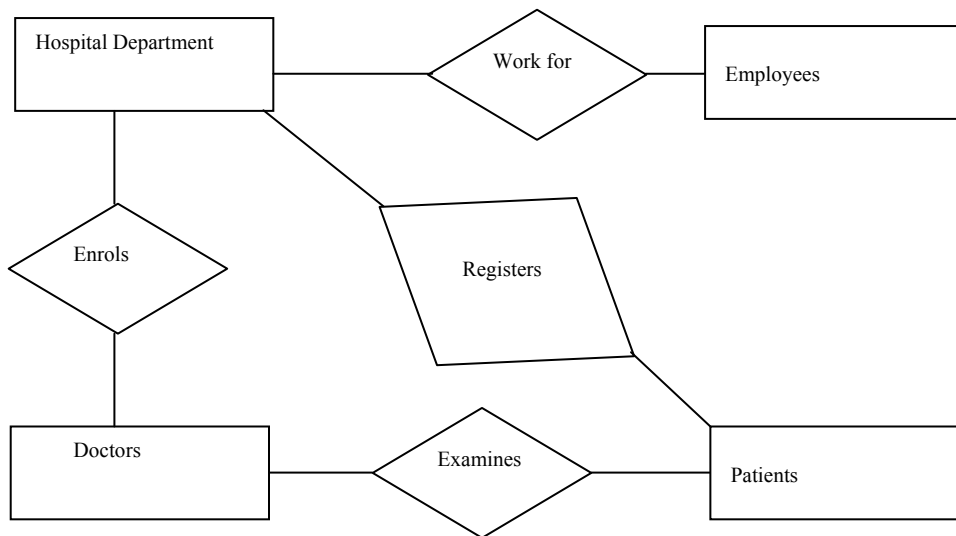 Hospital Department
Work for
Employees
Enrols
Registers
Doctors
Examines
Patients